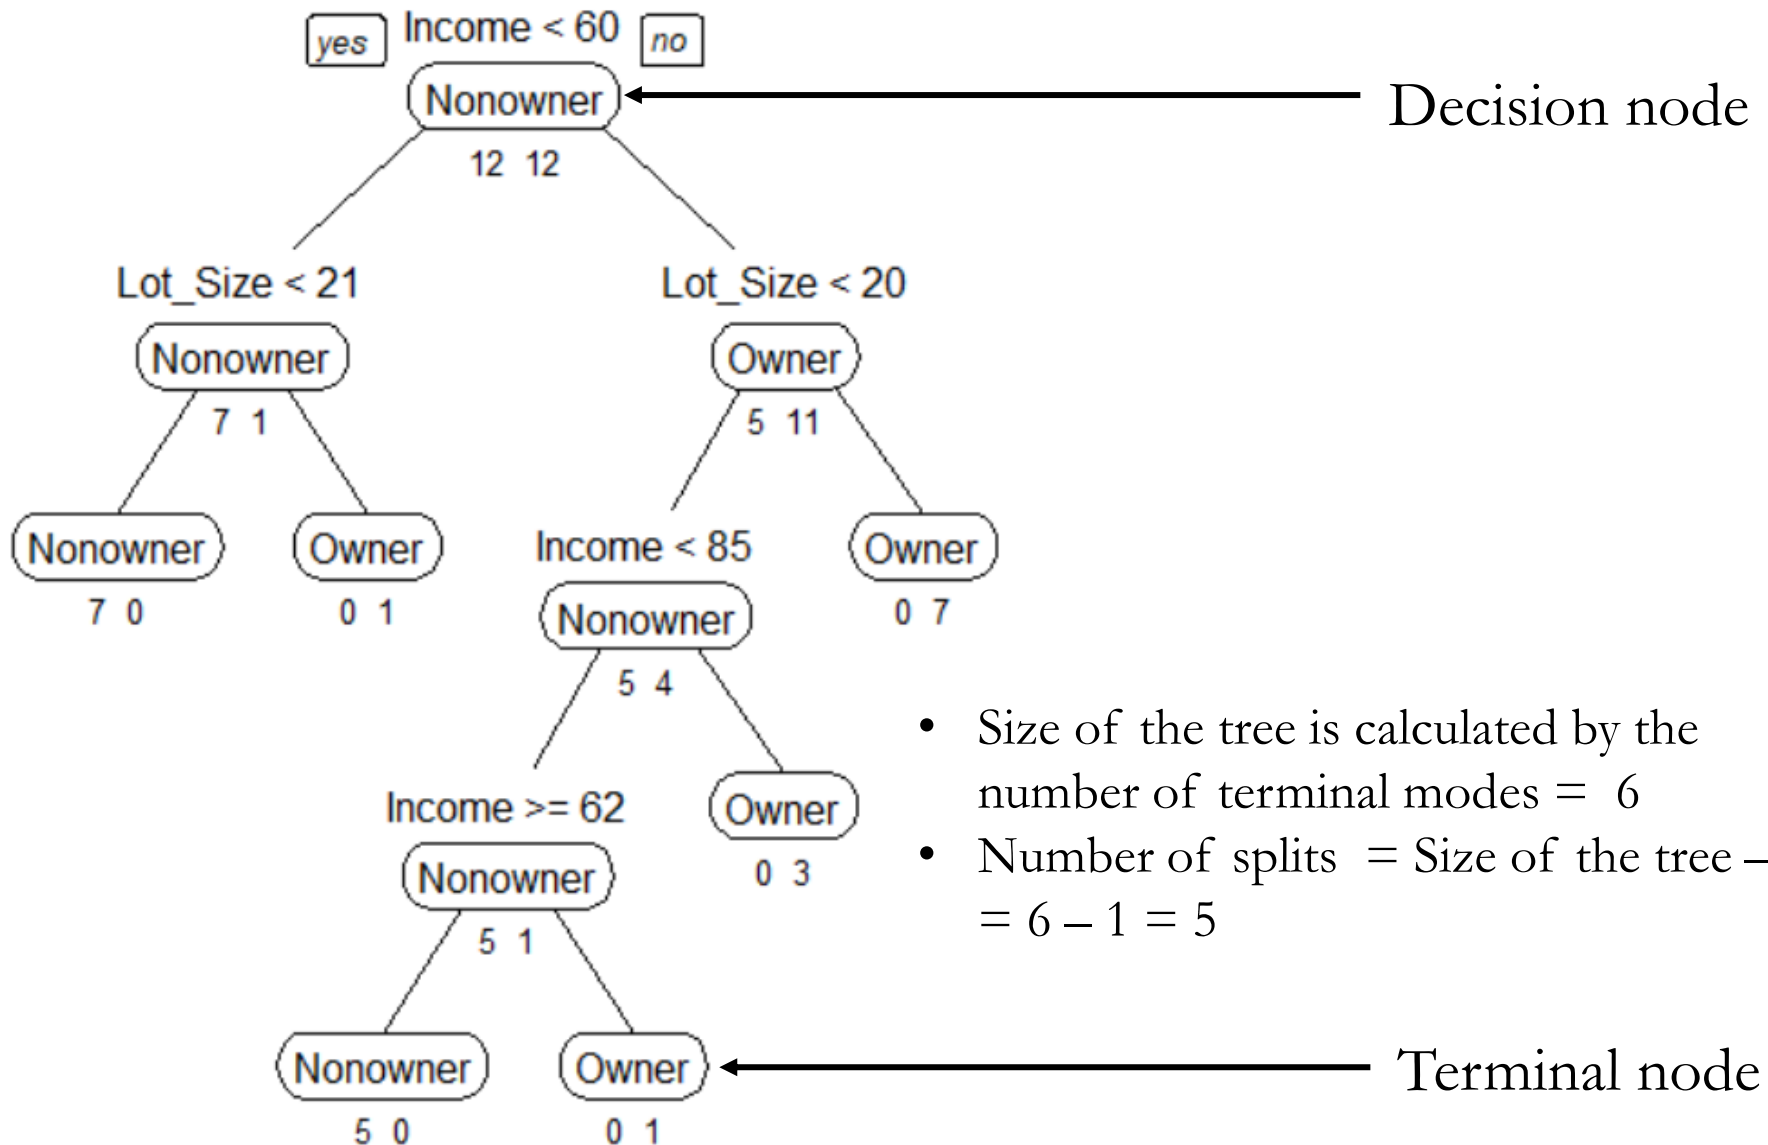 yes Income < 60 no
Nonowner
12 12
Decision node
Lot_Size < 21
Lot_Size < 20
Nonowner
Owner
7 1
5 11
Nonowner
Owner
Income < 85
Owner
7 0
0 1
Nonowner
0 7
5 4
• Size of the tree is calculated by the
number of terminal modes = 6
• Number of splits = Size of the tree –
= 6 – 1 = 5
Income >= 62
Owner
Nonowner
0 3
5 1
Nonowner
Owner
Terminal node
5 0
0 1